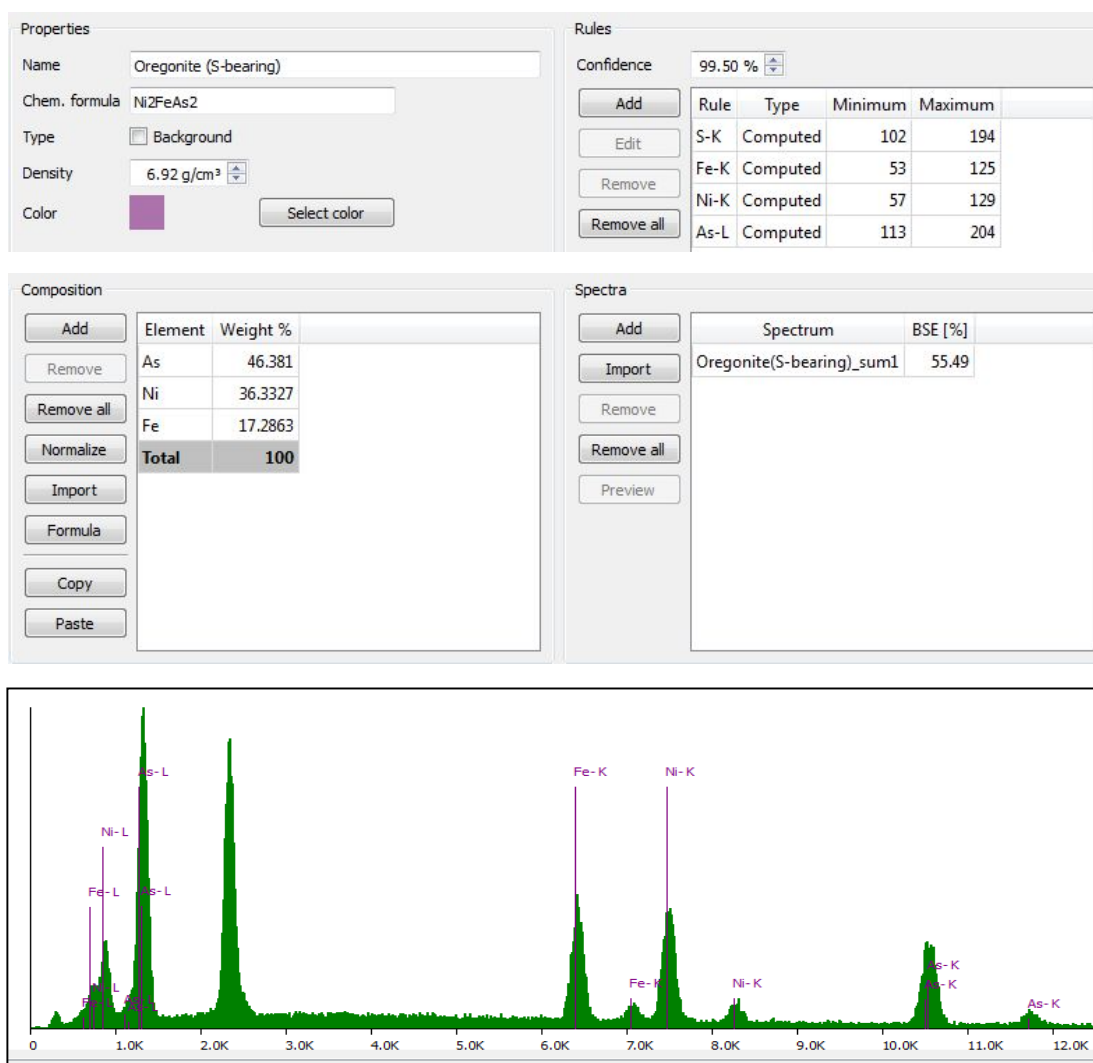 Properties
Name Oregonite (S-bearing)
Chem. formula Ni2FeAs2
Type Background
Density 6.92 g/cm³
Color Select color
Rules
Confidence 99.50 %
Add
Edit
Remove
Remove all
Rule Type Minimum Maximum
S-K Computed 102 194
Fe-K Computed 53 125
Ni-K Computed 57 129
As-L Computed 113 204
Composition
Add
Remove
Remove all
Normalize
Import
Formula
Copy
Paste
Element Weight %
As 46.381
Ni 36.3327
Fe 17.2863
Total 100
Spectra
Add
Import
Remove
Remove all
Preview
Spectrum BSE [%]
Oregonite(S-bearing)_sum1 55.49
As-L
Fe-K
Ni-K
Ni-L
Fe-L
As-L
As-K
Ni-L
Fe-K
Ni-K
As-K
Fe-L
As-L
As-K
0 1.0K 2.0K 3.0K 4.0K 5.0K 6.0K 7.0K 8.0K 9.0K 10.0K 11.0K 12.0K